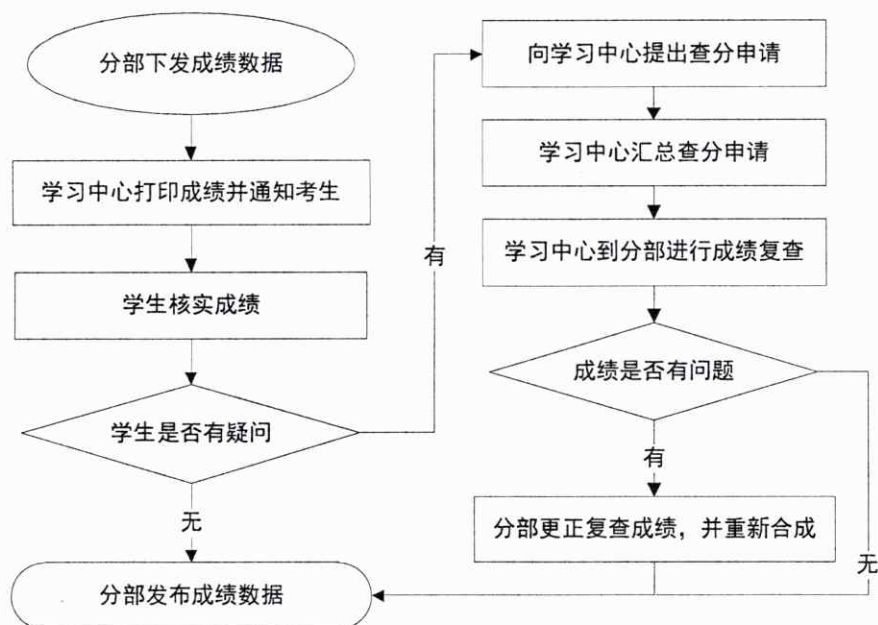 分部下发成绩数据
学习中心打印成绩并通知考生
学生核实成绩
学生是否有疑问
无
分部发布成绩数据
有
向学习中心提出查分申请
学习中心汇总查分申请
学习中心到分部进行成绩复查
成绩是否有问题
有
分部更正复查成绩，并重新合成
无